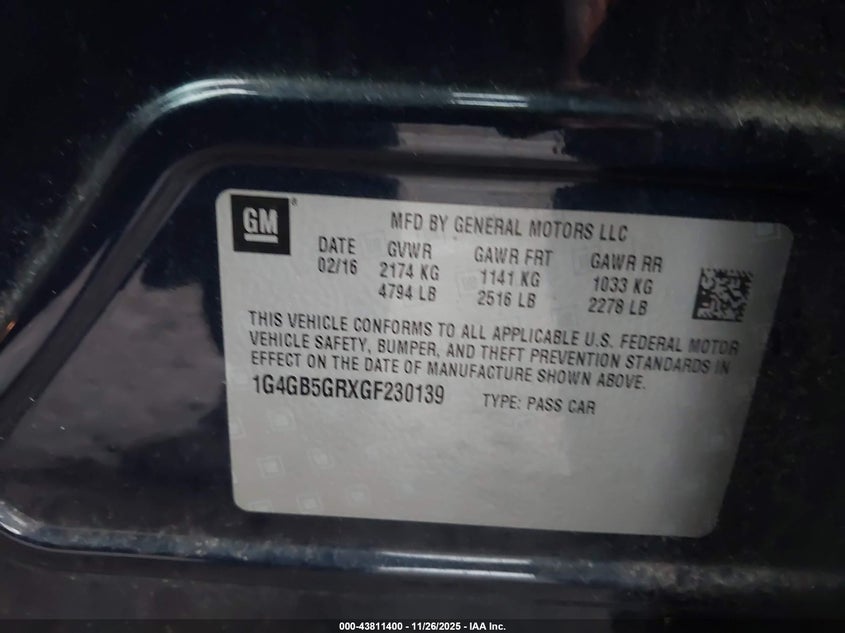 GM®
MFD BY GENERAL MOTORS LLC
DATE GVWR GAWR FRT GAWR RR
02/16 2174 KG 1141 KG 1033 KG
4794 LB 2516 LB 2278 LB
THIS VEHICLE CONFORMS TO ALL APPLICABLE U.S. FEDERAL MOTOR
VEHICLE SAFETY, BUMPER, AND THEFT PREVENTION STANDARDS IN
EFFECT ON THE DATE OF MANUFACTURE SHOWN ABOVE.
1G4GB5GRXGF230139 TYPE: PASS CAR
000-43811400 - 11/26/2025 - IAA Inc.